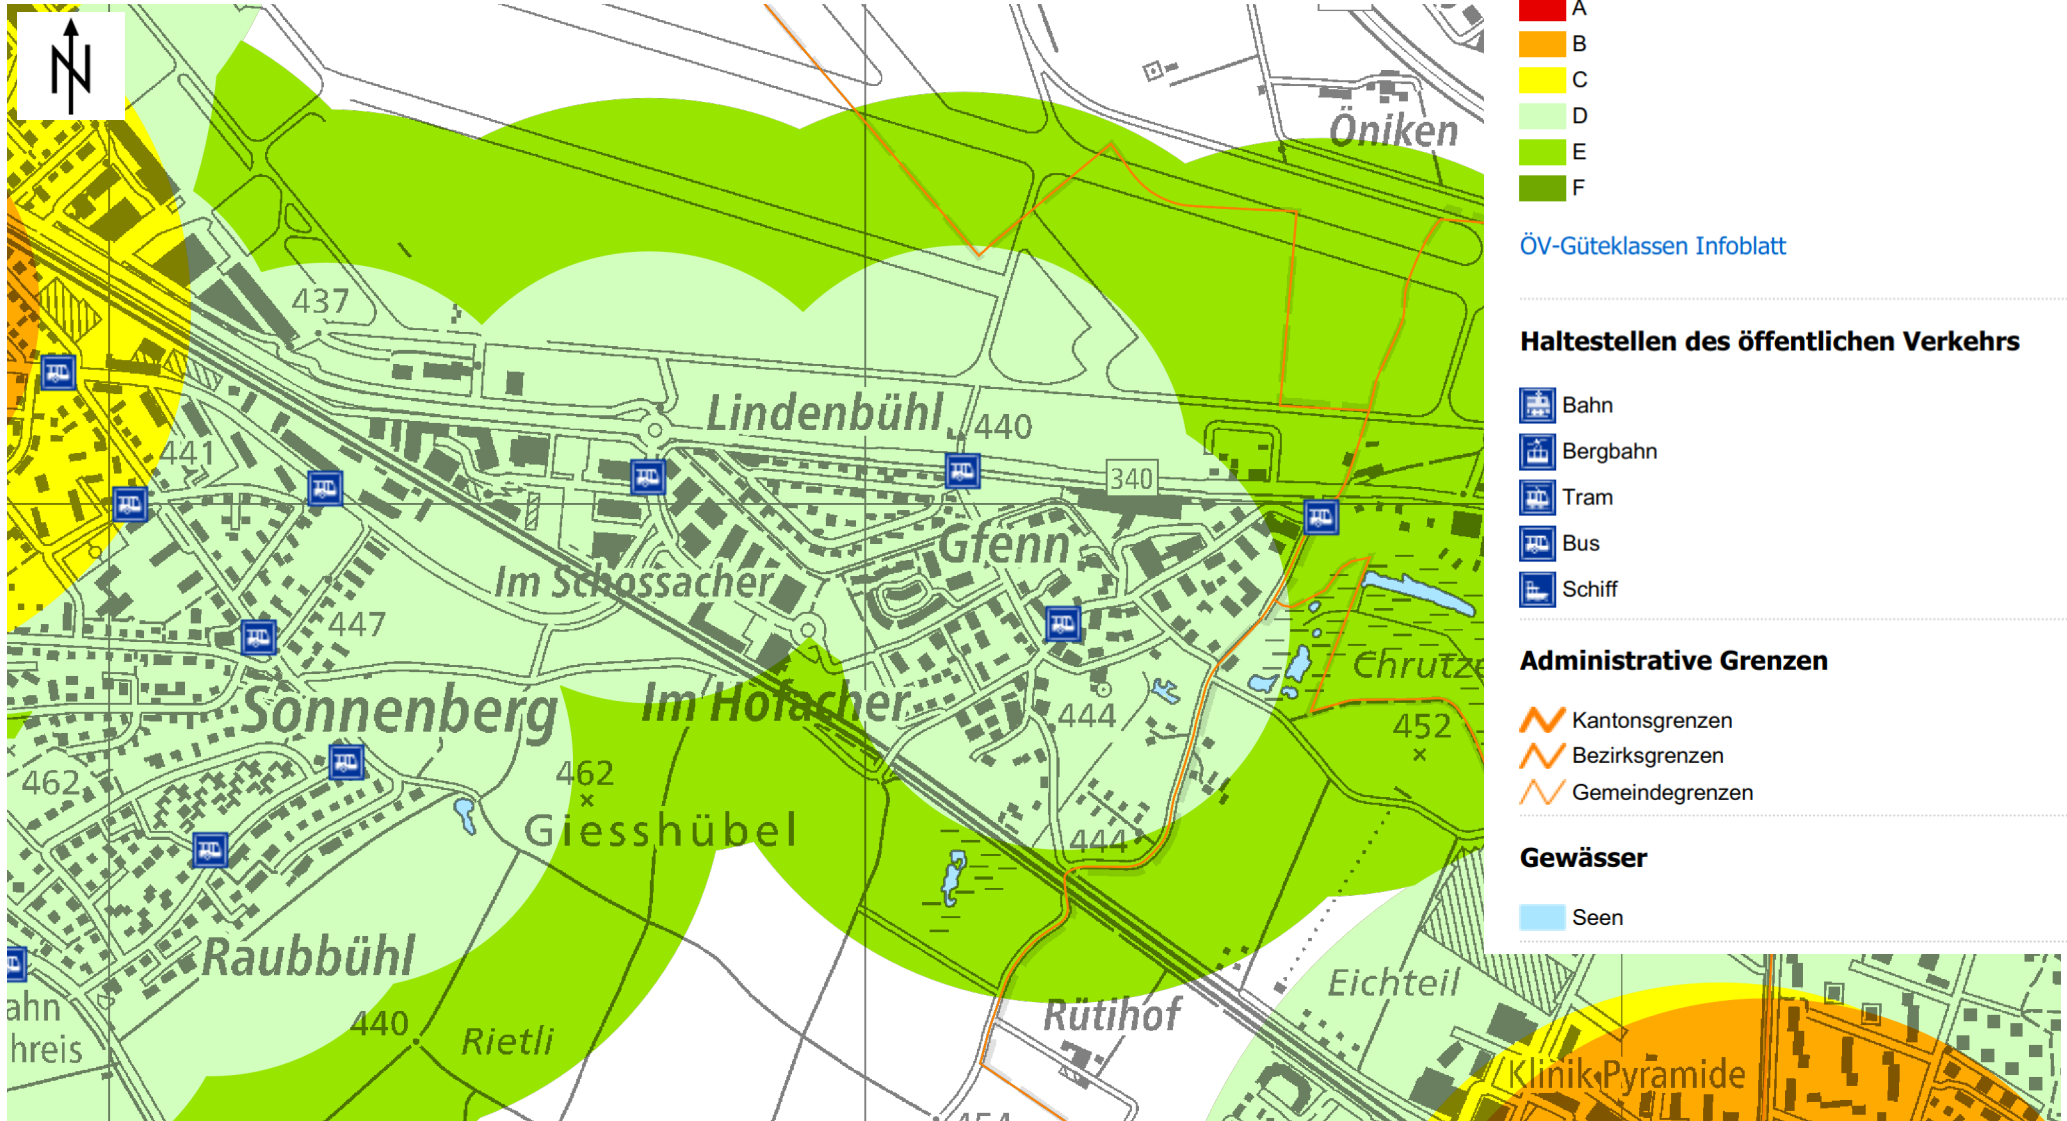 N
Öniken
437
Lindenbühl
440
441
340
Gfenn
Im Schossacher
447
Chrutze
Sonnenberg
Im Hofacher
444
452
462
462
Giesshübel
444
Raubbühl
Eichteil
ahn
hreis
440
Rietli
Rütihof
Klinik Pyramide
A
B
C
D
E
F
ÖV-Güteklassen Infoblatt
Haltestellen des öffentlichen Verkehrs
Bahn
Bergbahn
Tram
Bus
Schiff
Administrative Grenzen
Kantonsgrenzen
Bezirksgrenzen
Gemeindegrenzen
Gewässer
Seen